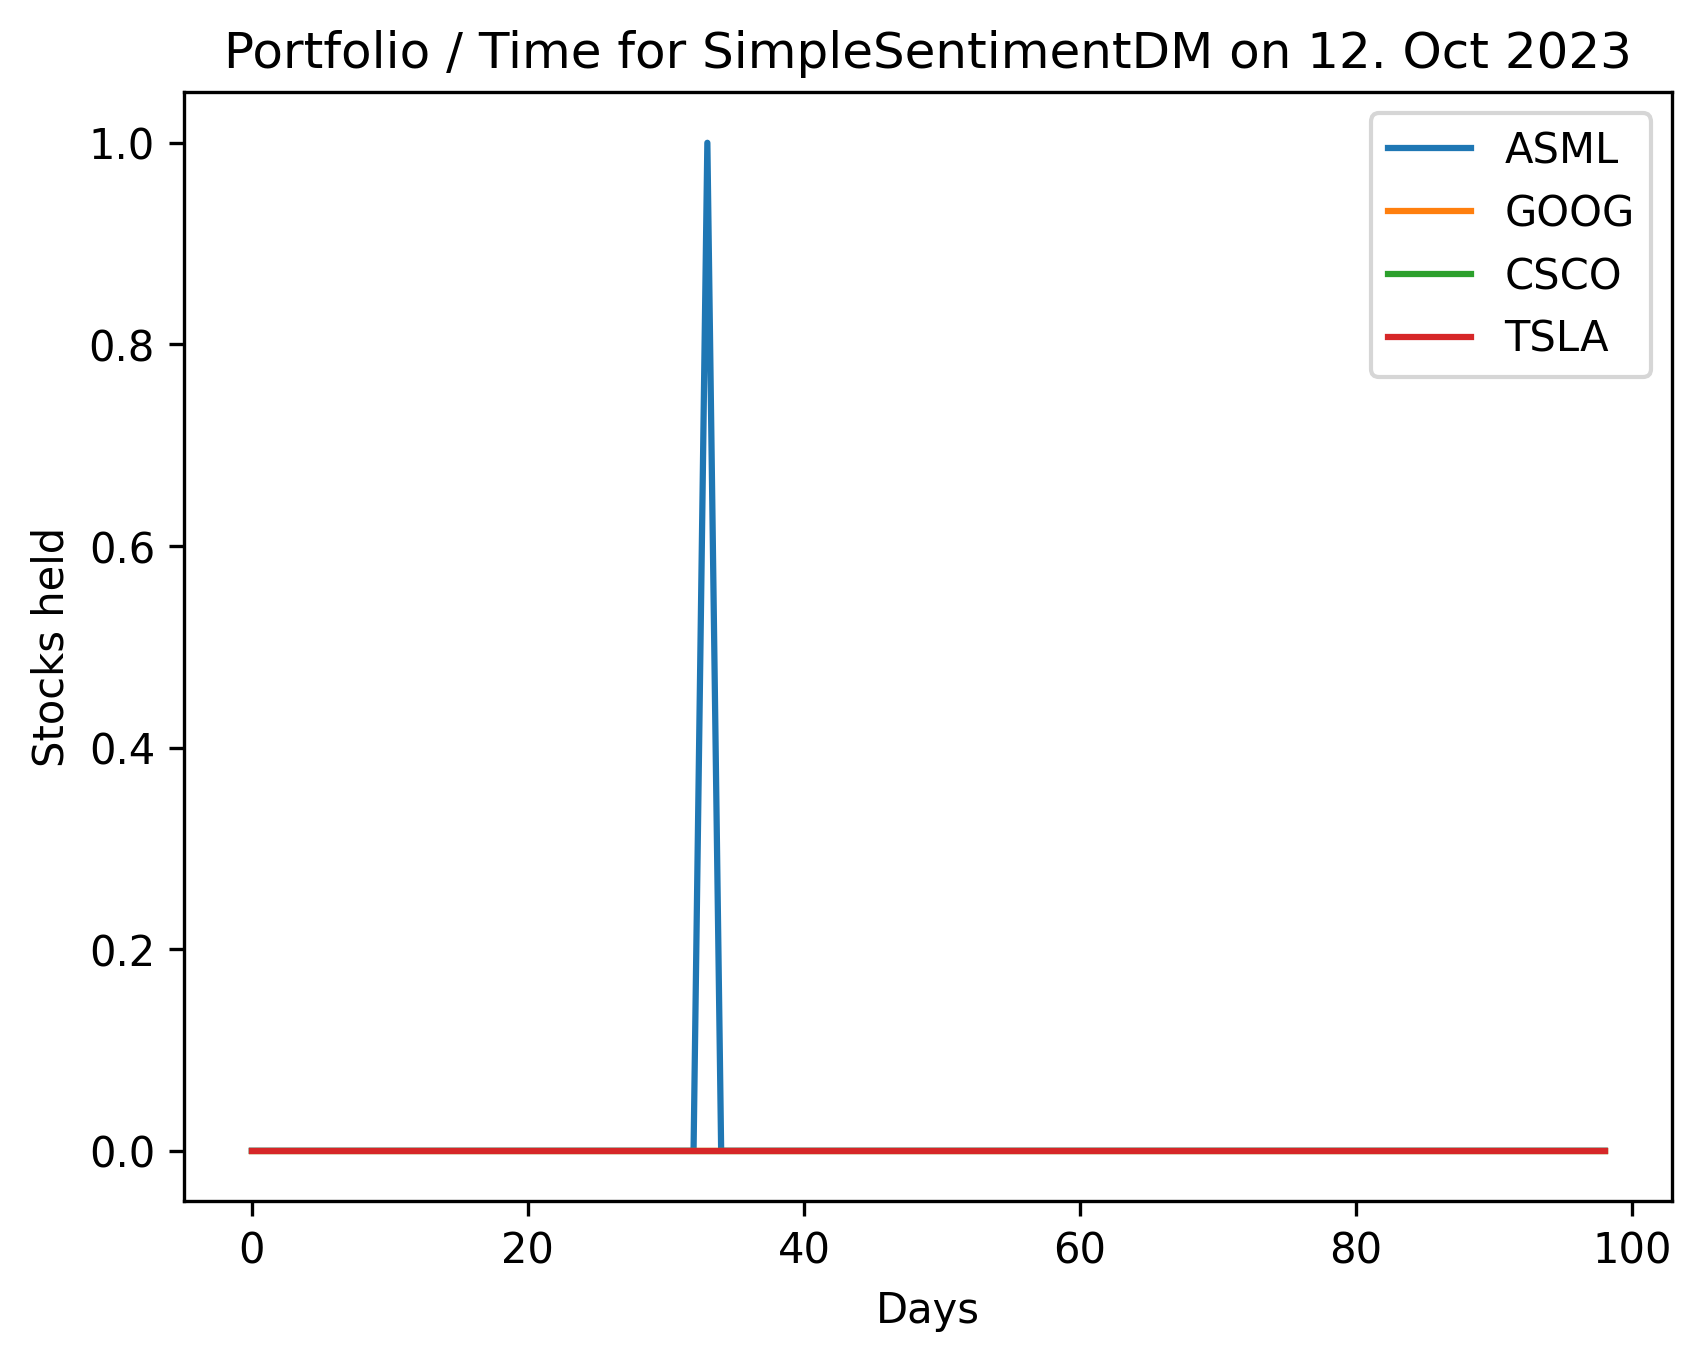 Portfolio / Time for SimpleSentimentDM on 12. Oct 2023
1.0
0.8
0.6
0.4
0.2
0.0
Stocks held
ASML
GOOG
CSCO
TSLA
0 20 40 60 80 100
Days